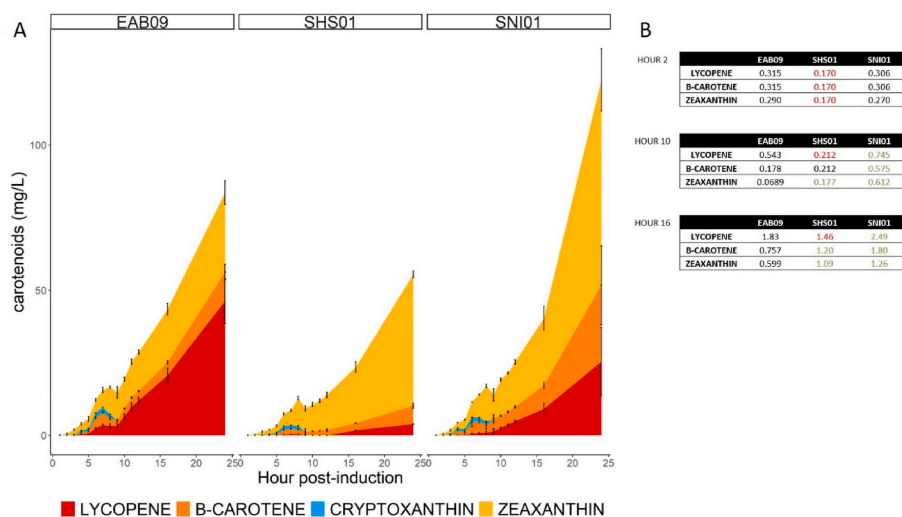 A
EAB09 SHS01 SNI01
carotenoids (mg/L)
100
50
0
0 5 10 15 20 25 0 5 10 15 20 25 0 5 10 15 20 25
Hour post-induction
LYCOPENE B-CAROTENE CRYPTOXANTHIN ZEAXANTHIN
B
HOUR 2
EAB09 SHS01 SNI01
LYCOPENE 0.315 0.170 0.306
B-CAROTENE 0.315 0.170 0.306
ZEAXANTHIN 0.290 0.170 0.270
HOUR 10
EAB09 SHS01 SNI01
LYCOPENE 0.543 0.212 0.745
B-CAROTENE 0.178 0.212 0.575
ZEAXANTHIN 0.0689 0.177 0.612
HOUR 16
EAB09 SHS01 SNI01
LYCOPENE 1.83 1.46 2.49
B-CAROTENE 0.757 1.20 1.80
ZEAXANTHIN 0.599 1.09 1.26